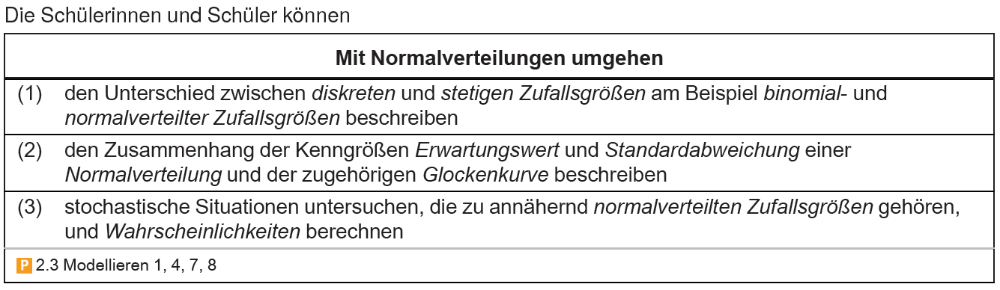 Die Schülerinnen und Schüler können
Mit Normalverteilungen umgehen
(1) den Unterschied zwischen diskreten und stetigen Zufallsgrößen am Beispiel binomial- und
normalverteilter Zufallsgrößen beschreiben
(2) den Zusammenhang der Kenngrößen Erwartungswert und Standardabweichung einer
Normalverteilung und der zugehörigen Glockenkurve beschreiben
(3) stochastische Situationen untersuchen, die zu annähernd normalverteilten Zufallsgrößen gehören,
und Wahrscheinlichkeiten berechnen
P 2.3 Modellieren 1, 4, 7, 8